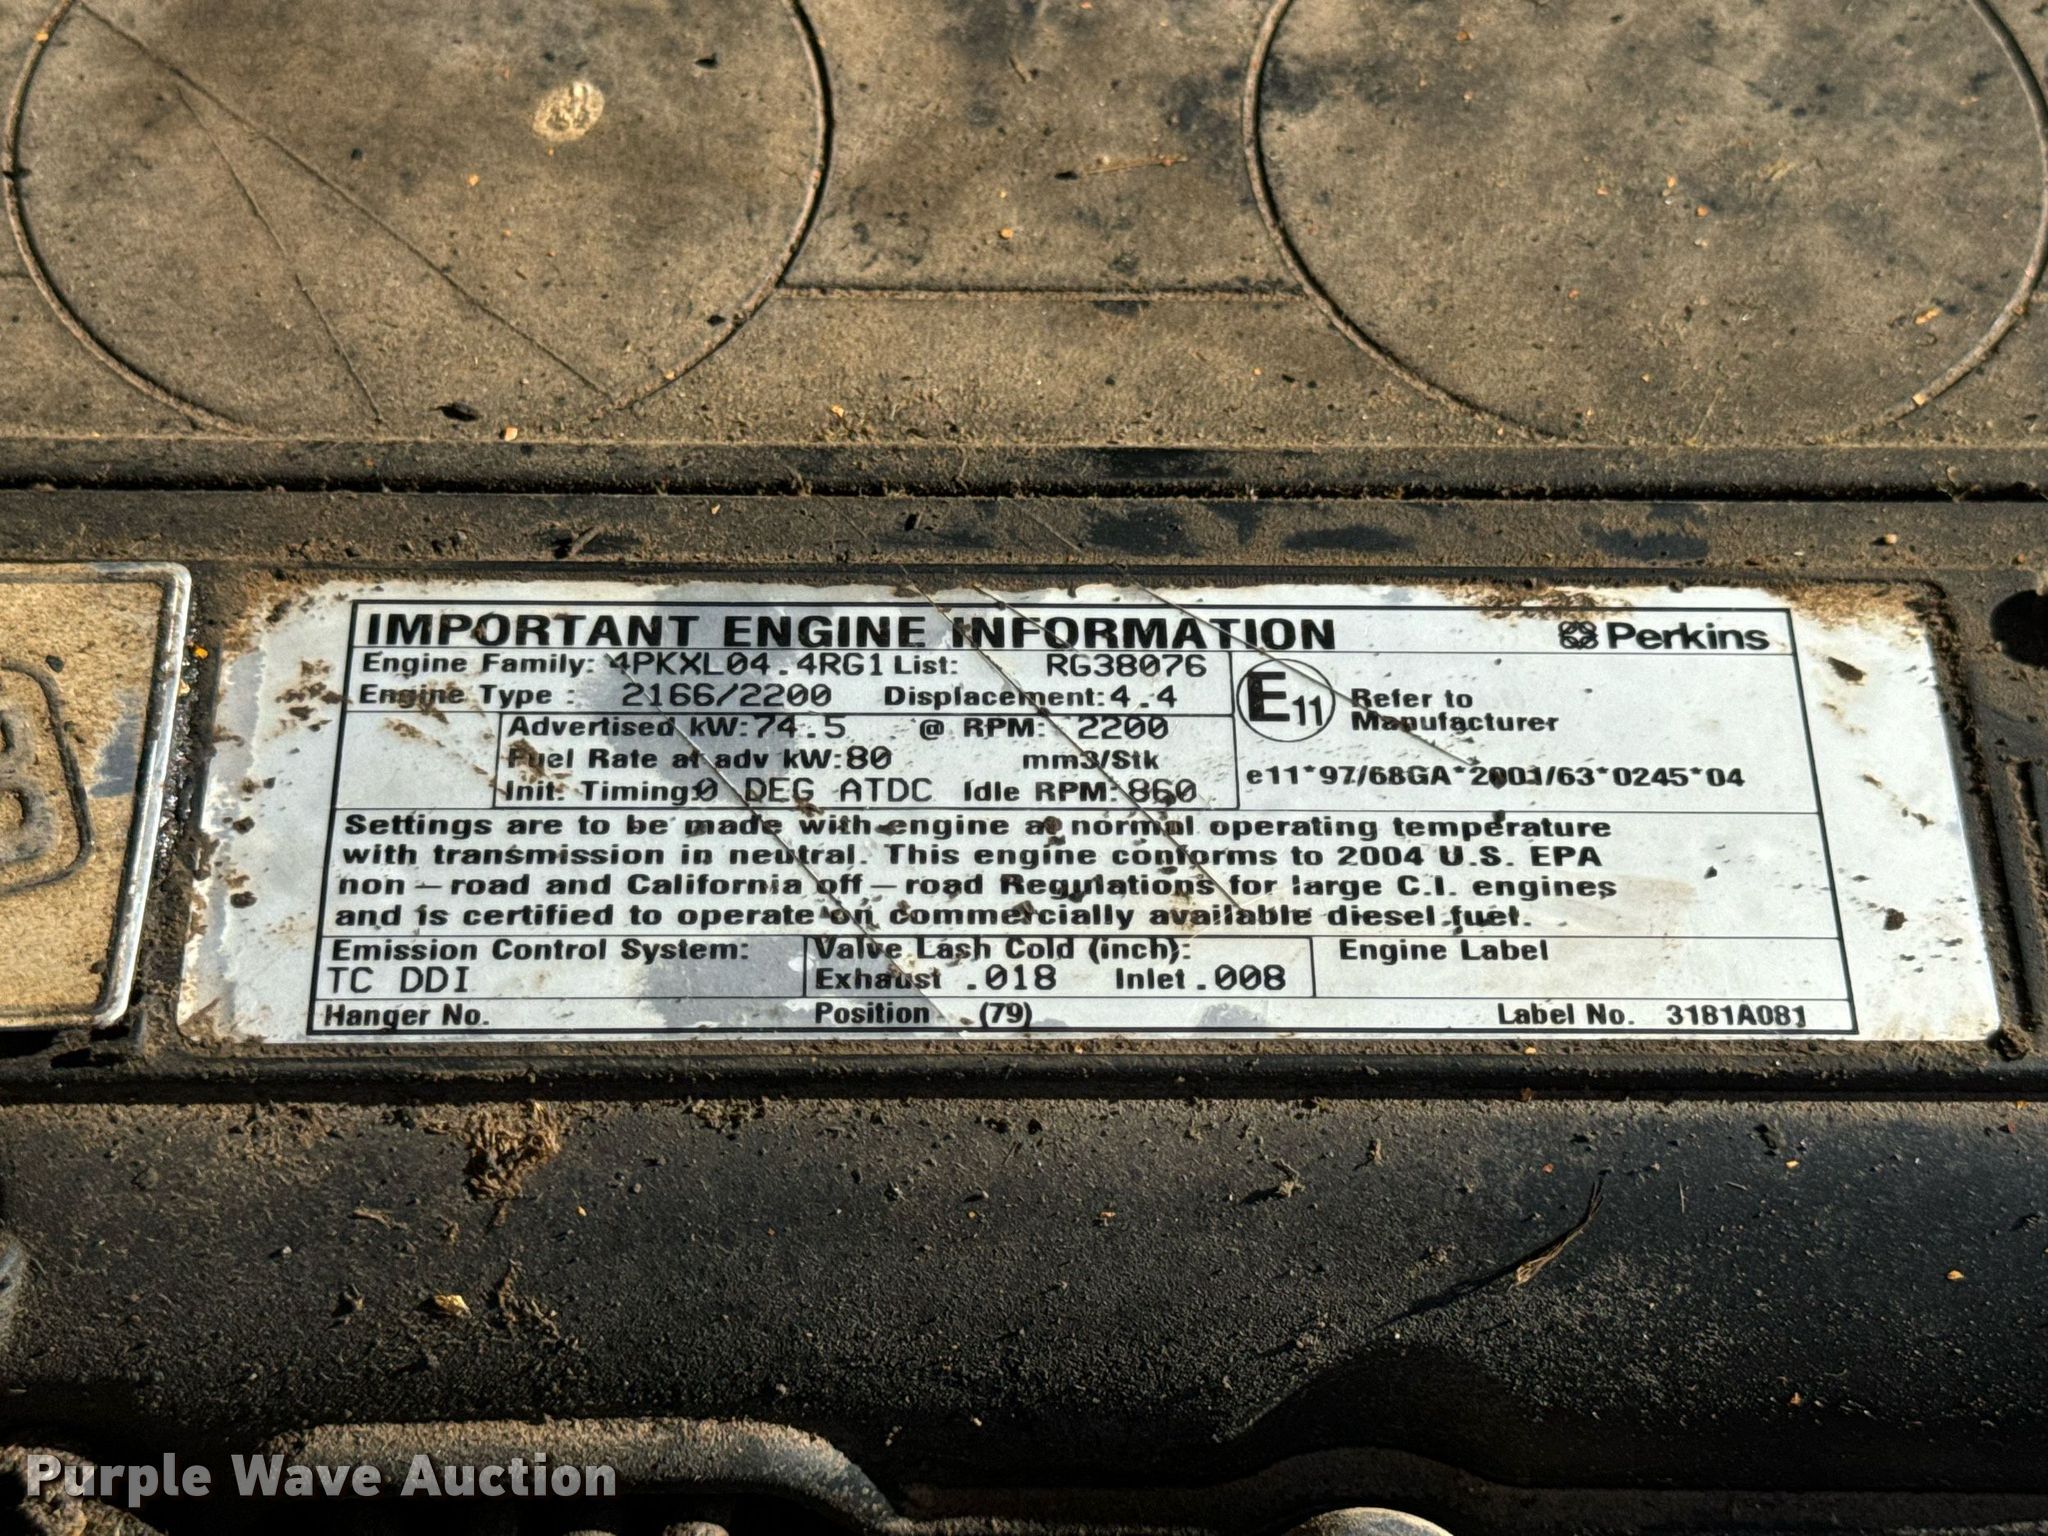 IMPORTANT ENGINE INFORMATION Perkins
Engine Family: 4PKXL04.4RG1 List: RG38076
Engine Type : 2166/2200 Displacement: 4.4
E11 Refer to
Manufacturer
Advertised kW: 74.5 @ RPM: 2200
Fuel Rate at adv kW: 80 mm3/Stk
e11*97/68GA*2001/63*0245*04
Init. Timing: 0 DEG ATDC Idle RPM: 860
Settings are to be made with engine at normal operating temperature
with transmission in neutral. This engine conforms to 2004 U.S. EPA
non-road and California off-road Regulations for large C.I. engines
and is certified to operate on commercially available diesel fuel.
Emission Control System: Valve Lash Cold (inch): Engine Label
TC DDI Exhaust .018 Inlet .008
Hanger No. Position (79) Label No. 3181A081
Purple Wave Auction